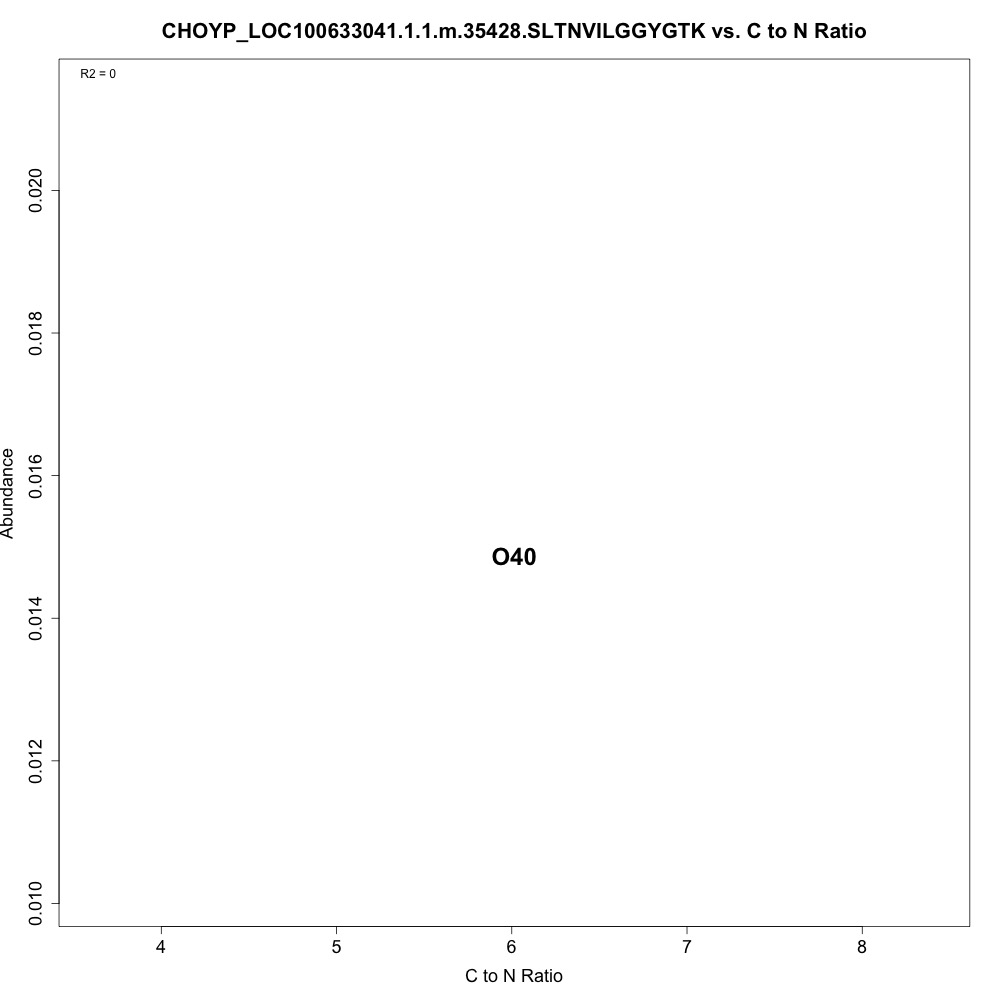 CHOYP_LOC100633041.1.1.m.35428.SLTNVILGGYGTK vs. C to N Ratio
R2 = 0
0.020
0.018
0.016
Abundance
O40
0.014
0.012
0.010
4 5 6 7 8
C to N Ratio